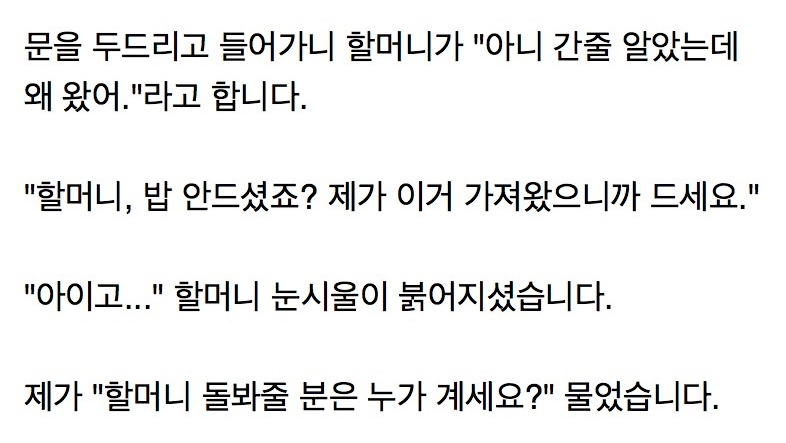 문을 두드리고 들어가니 할머니가 "아니 간줄 알았는데
왜 왔어."라고 합니다.
"할머니, 밥 안드셨죠? 제가 이거 가져왔으니까 드세요."
"아이고..." 할머니 눈시울이 붉어지셨습니다.
제가 "할머니 돌봐줄 분은 누가 계세요?" 물었습니다.